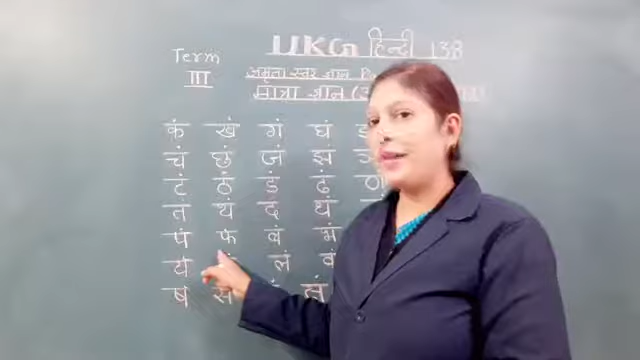 UKG हिन्दी 138
Term
III
मात्रा ज्ञान
कं खं गं घं
चं छं जं झं
टं ठं डं ढं
तं थं दं धं
पं फ बं भं
य लं वं
ष स